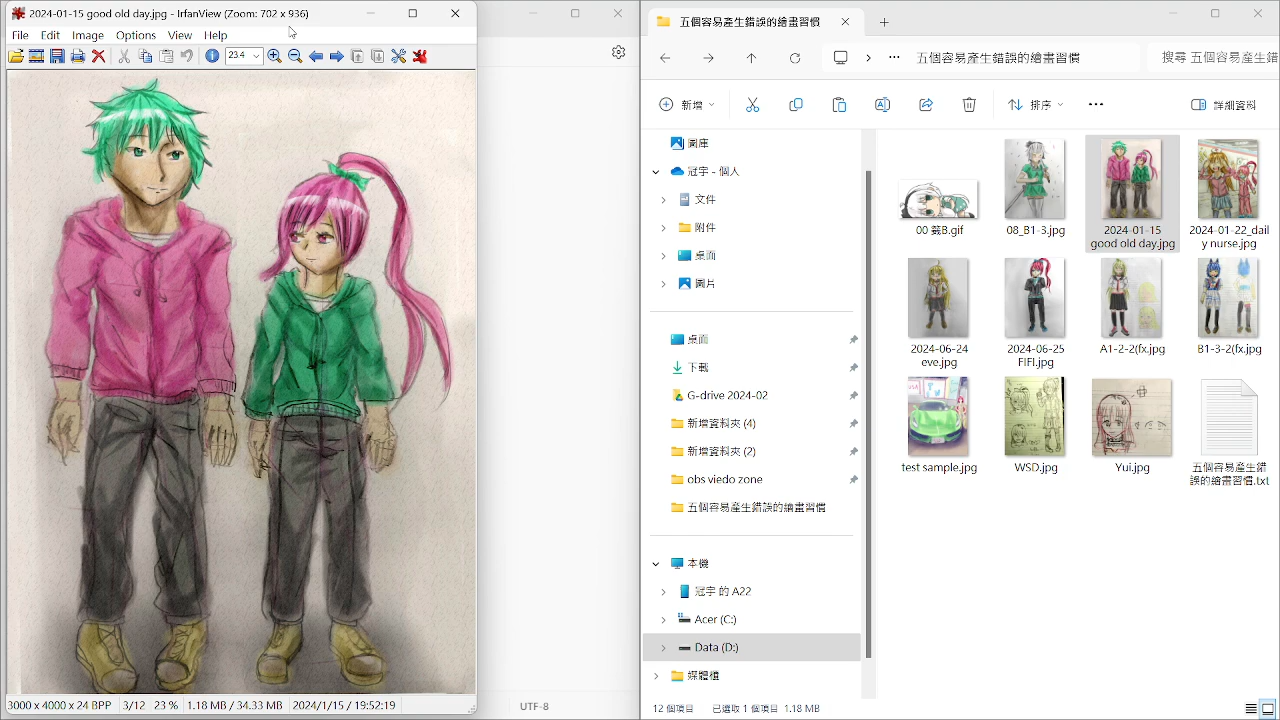 2024-01-15 good old day.jpg - IrfanView (Zoom: 702 x 936)
File Edit Image Options View Help
23.4
3000 x 4000 x 24 BPP 3/12 23 % 1.18 MB / 34.33 MB 2024/1/15 / 19:52:19
UTF-8
五個容易產生錯誤的繪畫習慣
五個容易產生錯誤的繪畫習慣
搜尋 五個容易產生錯
新增
排序
詳細資料
圖庫
冠宇 - 個人
文件
附件
桌面
圖片
桌面
下載
G-drive 2024-02
新增資料夾 (4)
新增資料夾 (2)
obs viedo zone
五個容易產生錯誤的繪畫習慣
本機
冠宇 的 A22
Acer (C:)
Data (D:)
媒體櫃
08_B1-3.jpg
2024-01-15
good old day.jpg
2024-01-22_dail
y nurse.jpg
2024-06-24
eve.jpg
2024-06-25
FIFI.jpg
A1-2-2(fx.jpg
B1-3-2(fx.jpg
test sample.jpg
WSD.jpg
Yui.jpg
五個容易產生錯
誤的繪畫習慣.txt
12 個項目
已選取 1 個項目 1.18 MB